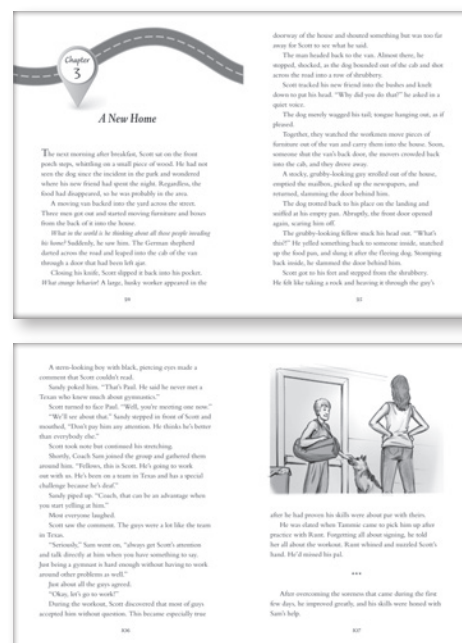 Chapter
3
A New Home
The next morning after breakfast, Scott sat on the front
porch steps, whittling on a small piece of wood. He had not
seen the dog since the incident in the park and wondered
where his new friend had spent the night. Regardless, the
food had disappeared, so he was probably in the area.
A moving van backed into the yard across the street.
Three men got out and started moving furniture and boxes
from the back of it into the house.
What in the world is he thinking about all these people invading
his home? Suddenly, he saw him. The German shepherd
darted across the road and leaped into the cab of the van
through a door that had been left ajar.
Closing his knife, Scott slipped it back into his pocket.
What strange behavior! A large, husky worker appeared in the
doorway of the house and shouted something but was too far
away for Scott to see what he said.
The man headed back to the van. Almost there, he
stopped, shocked, as the dog bounded out of the cab and shot
across the road into a row of shrubbery.
Scott tracked his new friend into the bushes and knelt
down to pat his head. "Why did you do that?" he asked in a
quiet voice.
The dog merely wagged his tail; tongue hanging out, as if
pleased.
Together, they watched the workmen move pieces of
furniture out of the van and carry them into the house. Soon,
someone shut the van's back door, and the movers crowded back
into the cab, and they drove away.
A stocky, grubby-looking guy strolled out of the house,
emptied the mailbox, picked up the newspapers, and
returned, slamming the door behind him.
The dog trotted back to his place on the landing and
sniffed at his empty pan. Abruptly, the front door opened
again, scaring him off.
The grubby-looking fellow stuck his head out. "What's
this?" He yelled something back to someone inside, snatched
up the food pan, and slung it after the fleeing dog. Stomping
back inside, he slammed the door behind him.
Scott got to his feet and stepped from the shrubbery.
He felt like taking a rock and heaving it through the guy's
A stern-looking boy with black, piercing eyes made a
comment that Scott couldn't read.
Sandy poked him. "That's Paul. He said he never met a
Texan who knew much about gymnastics."
Scott turned to face Paul. "Well, you're meeting one now."
"We'll see about that." Sandy stepped in front of Scott and
mouthed, "Don't pay him any attention. He thinks he's better
than everybody else."
Scott took note but continued his stretching.
Shortly, Coach Sam joined the group and gathered them
around him. "Fellows, this is Scott. He's going to work
out with us. He's been on a team in Texas and has a special
challenge because he's deaf."
Sandy piped up. "Coach, that can be an advantage when
you start yelling at him."
Most everyone laughed.
Scott saw the comment. The guys were a lot like the team
in Texas.
"Seriously," Sam went on, "always get Scott's attention
and talk directly at him when you have something to say.
Just being a gymnast is hard enough without having to work
around other problems as well."
Just about all the guys agreed.
"Okay, let's go to work!"
During the workout, Scott discovered that most of guys
accepted him without question. This became especially true
106
after he had proven his skills were about par with theirs.
He was elated when Tammie came to pick him up after
practice with Runt. Forgetting all about signing, he told
her all about the workout. Runt whined and nuzzled Scott's
hand. He'd missed his pal.
***
After overcoming the soreness that came during the first
few days, he improved greatly, and his skills were honed with
Sam's help.
107